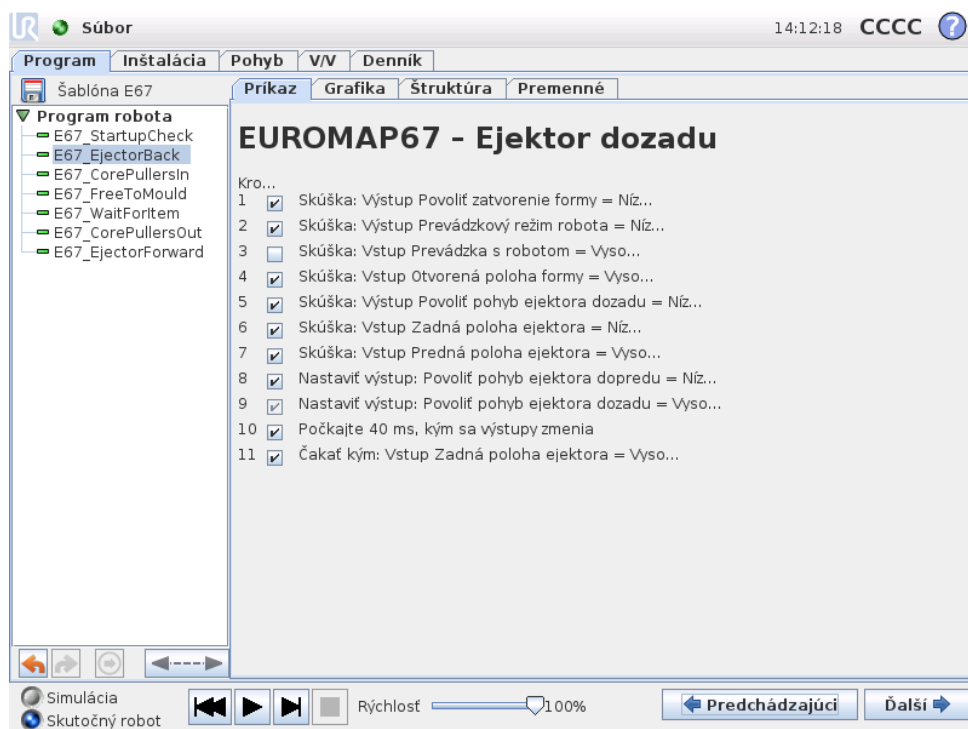 UR Súbor 14:12:18 CCCC ?
Program Inštalácia Pohyb V/V Denník
Šablóna E67
Príkaz Grafika Štruktúra Premenné
Program robota
E67_StartupCheck
E67_EjectorBack
E67_CorePullersIn
E67_FreeToMould
E67_WaitForItem
E67_CorePullersOut
E67_EjectorForward
EUROMAP67 – Ejektor dozadu
Kro...
1 Skúška: Výstup Povoliť zatvorenie formy = Níz...
2 Skúška: Výstup Prevádzkový režim robota = Níz...
3 Skúška: Vstup Prevádzka s robotom = Vyso...
4 Skúška: Vstup Otvorená poloha formy = Vyso...
5 Skúška: Výstup Povoliť pohyb ejektora dozadu = Níz...
6 Skúška: Vstup Zadná poloha ejektora = Níz...
7 Skúška: Vstup Predná poloha ejektora = Vyso...
8 Nastaviť výstup: Povoliť pohyb ejektora dopredu = Níz...
9 Nastaviť výstup: Povoliť pohyb ejektora dozadu = Vyso...
10 Počkajte 40 ms, kým sa výstupy zmenia
11 Čakať kým: Vstup Zadná poloha ejektora = Vyso...
Simulácia
Skutočný robot
Rýchlosť 100%
Predchádzajúci Ďalší